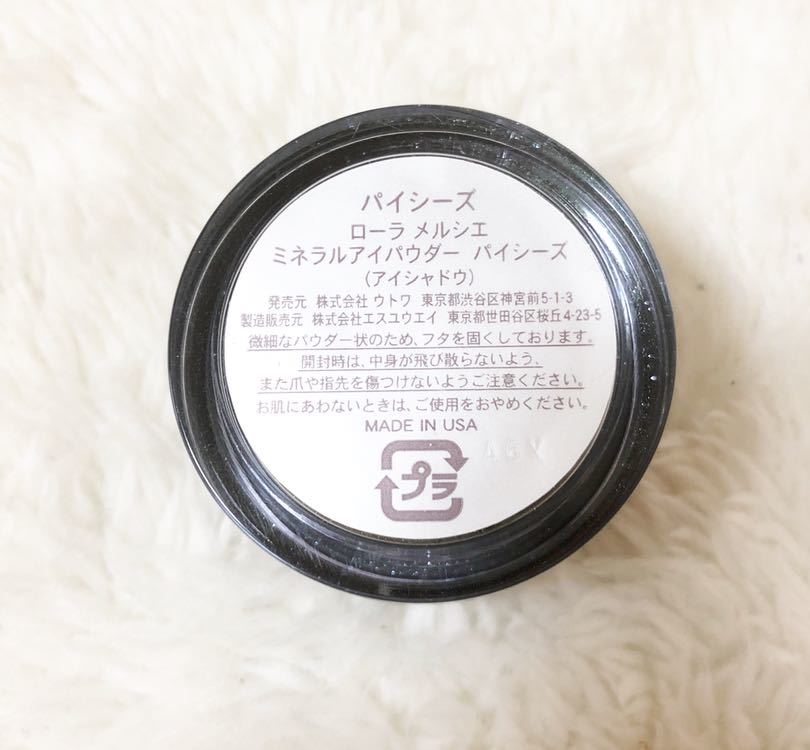 パイシーズ
ローラ メルシエ
ミネラルアイパウダー パイシーズ
(アイシャドウ)
発売元 株式会社 ウトワ 東京都渋谷区神宮前5-1-3
製造販売元 株式会社エスユウエイ 東京都世田谷区桜丘4-23-5
微細なパウダー状のため、フタを固くしております。
開封時は、中身が飛び散らないよう、
また爪や指先を傷つけないようご注意ください。
お肌にあわないときは、ご使用をおやめください。
MADE IN USA
プラ